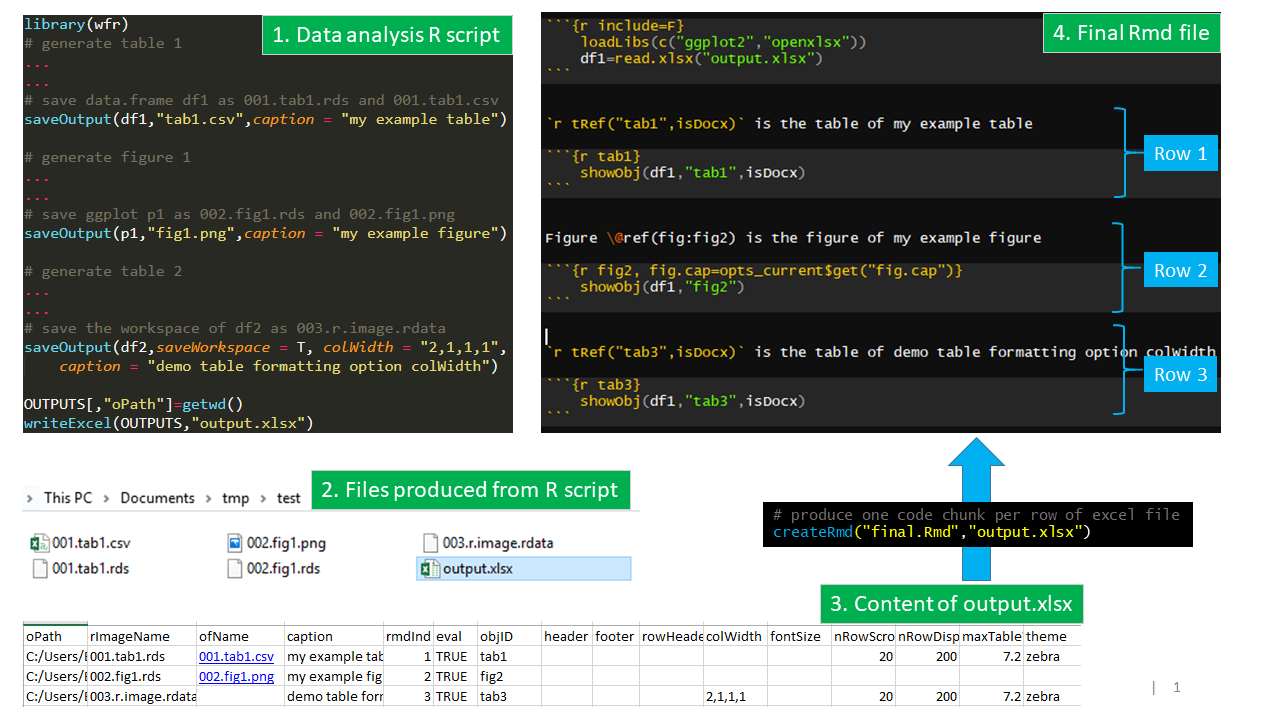 1. Data analysis R script
library(wfr)
# generate table 1
...
...
# save data.frame df1 as 001.tab1.rds and 001.tab1.csv
saveOutput(df1,"tab1.csv",caption = "my example table")
# generate figure 1
...
...
# save ggplot p1 as 002.fig1.rds and 002.fig1.png
saveOutput(p1,"fig1.png",caption = "my example figure")
# generate table 2
...
...
# save the workspace of df2 as 003.r.image.rdata
saveOutput(df2,saveWorkspace = T, colWidth = "2,1,1,1",
caption = "demo table formatting option colWidth")
OUTPUTS[,"oPath"]=getwd()
writeExcel(OUTPUTS,"output.xlsx")
4. Final Rmd file
```{r include=F}
loadLibs(c("ggplot2","openxlsx"))
df1=read.xlsx("output.xlsx")
```
`r tRef("tab1",isDocx)` is the table of my example table
```{r tab1}
showObj(df1,"tab1",isDocx)
```
Row 1
Figure \@ref(fig:fig2) is the figure of my example figure
```{r fig2, fig.cap=opts_current$get("fig.cap")}
showObj(df1,"fig2")
```
Row 2
`r tRef("tab3",isDocx)` is the table of demo table formatting option colWidth
```{r tab3}
showObj(df1,"tab3",isDocx)
```
Row 3
2. Files produced from R script
› This PC › Documents › tmp › test
001.tab1.csv 002.fig1.png 003.r.image.rdata
001.tab1.rds 002.fig1.rds output.xlsx
# produce one code chunk per row of excel file
createRmd("final.Rmd","output.xlsx")
3. Content of output.xlsx
oPath rImageName ofName caption rmdInd eval objID header footer rowHeade colWidth fontSize nRowScro nRowDisp maxTable theme
C:/Users/ 001.tab1.rds 001.tab1.csv my example tab 1 TRUE tab1 20 200 7.2 zebra
C:/Users/ 002.fig1.rds 002.fig1.png my example fig 2 TRUE fig2
C:/Users/ 003.r.image.rdata demo table forr 3 TRUE tab3 2,1,1,1 20 200 7.2 zebra
| 1